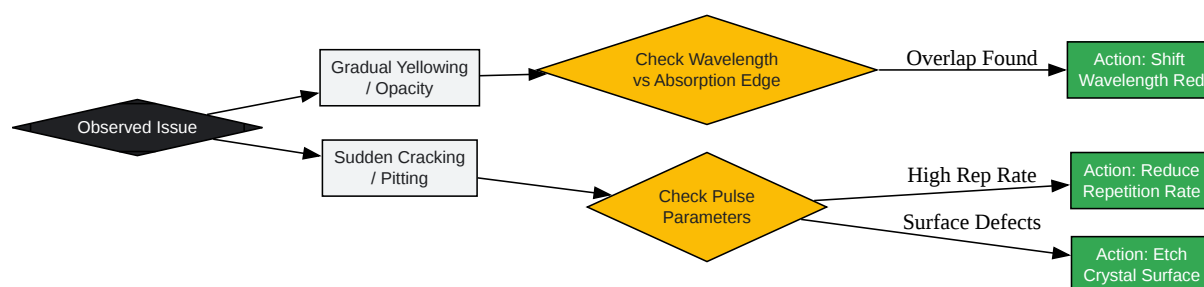 Observed Issue
Gradual Yellowing
/ Opacity
Sudden Cracking
/ Pitting
Check Wavelength
vs Absorption Edge
Check Pulse
Parameters
Overlap Found
High Rep Rate
Surface Defects
Action: Shift
Wavelength Red
Action: Reduce
Repetition Rate
Action: Etch
Crystal Surface